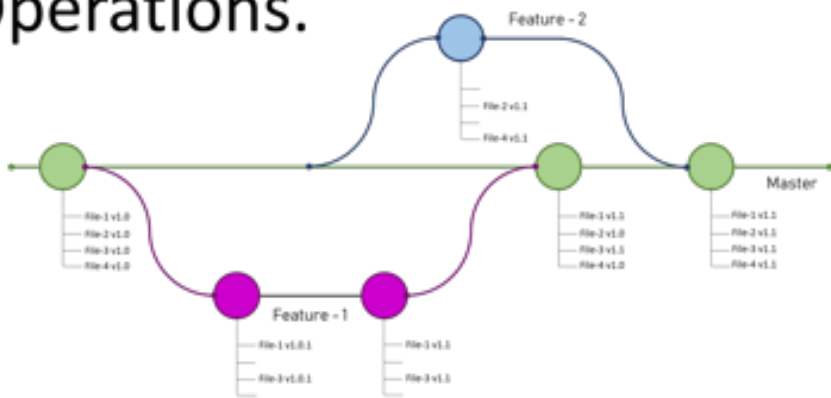 Operations.
Feature - 2
File-2 v1.1
File-4 v1.1
Master
File-1 v1.0
File-2 v1.0
File-3 v1.0
File-4 v1.0
File-1 v1.1
File-2 v1.0
File-3 v1.1
File-4 v1.0
File-1 v1.1
File-2 v1.1
File-3 v1.1
File-4 v1.1
Feature - 1
File-1 v1.0.1
File-3 v1.0.1
File-1 v1.1
File-3 v1.1